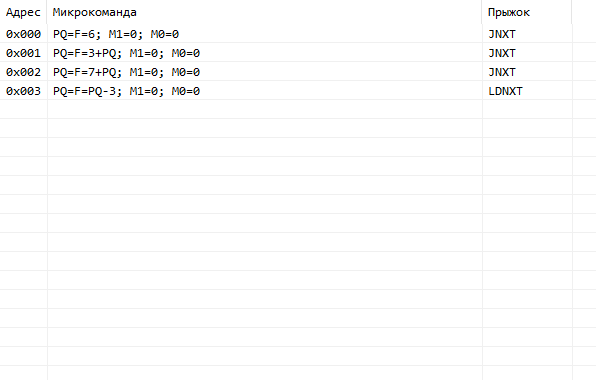 Адрес Микрокоманда Прыжок
0x000 PQ=F=6; M1=0; M0=0 JNXT
0x001 PQ=F=3+PQ; M1=0; M0=0 JNXT
0x002 PQ=F=7+PQ; M1=0; M0=0 JNXT
0x003 PQ=F=PQ-3; M1=0; M0=0 LDNXT